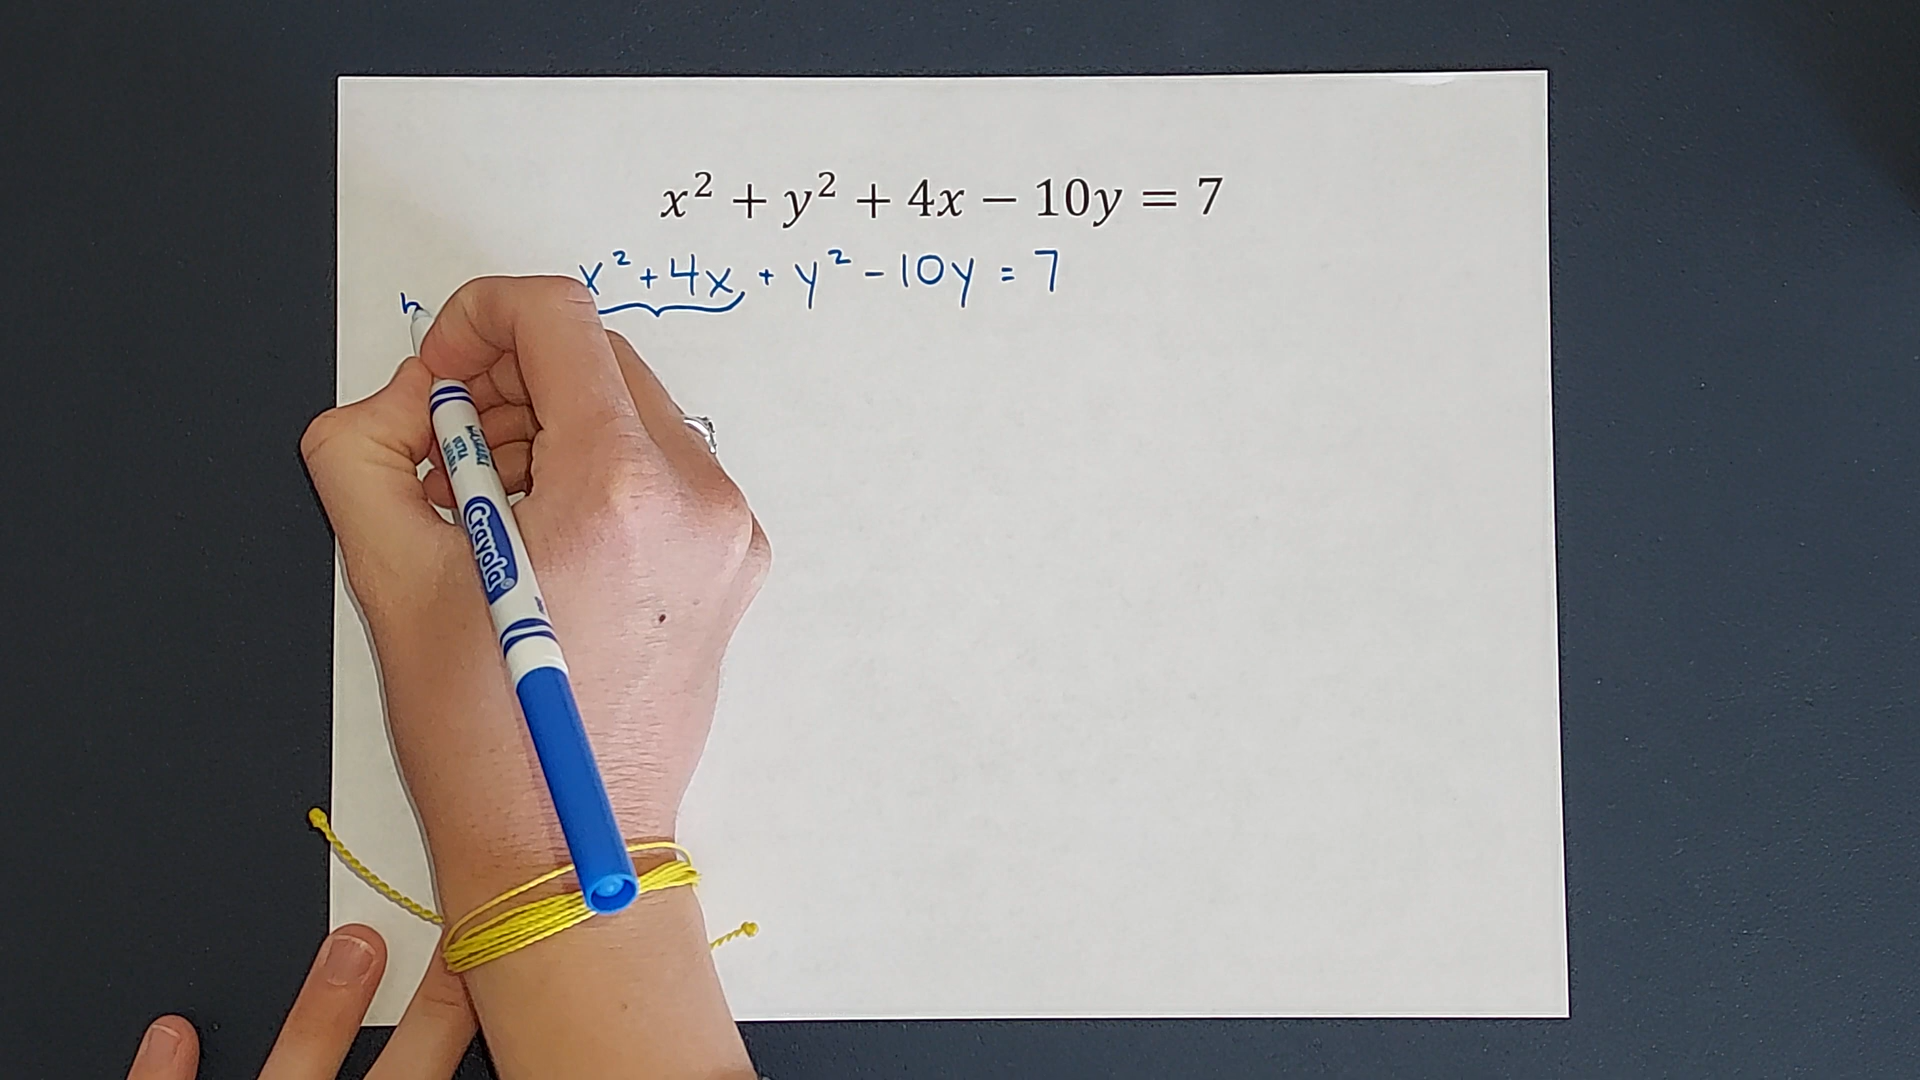 x² + y² + 4x − 10y = 7
x² + 4x + y² - 10y = 7
Crayola